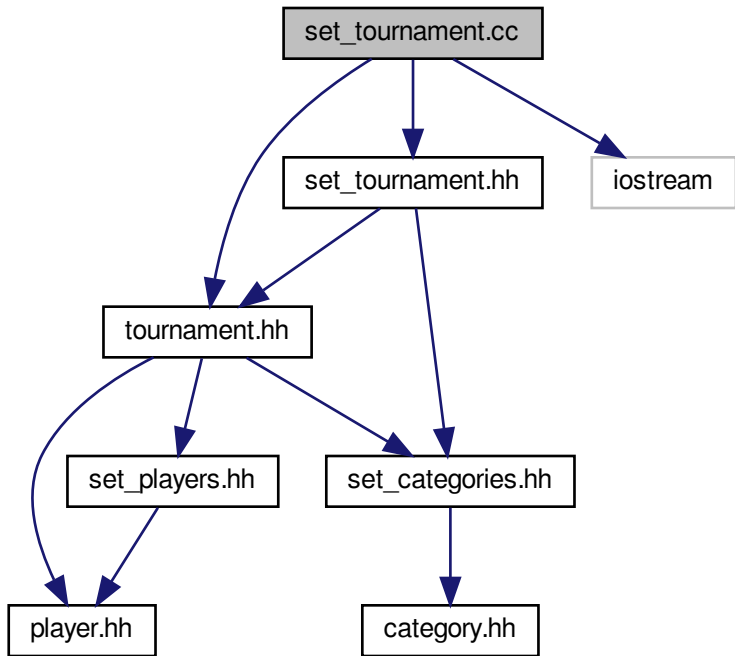 set_tournament.cc
set_tournament.hh
iostream
tournament.hh
set_players.hh
set_categories.hh
player.hh
category.hh